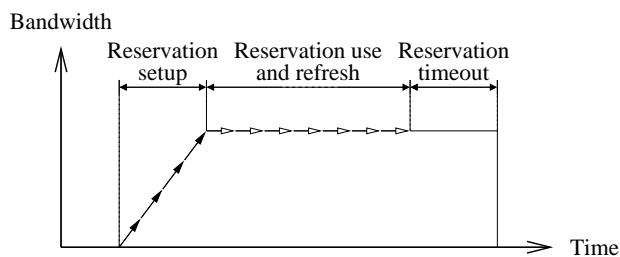 Bandwidth
Reservation setup
Reservation use and refresh
Reservation timeout
Time